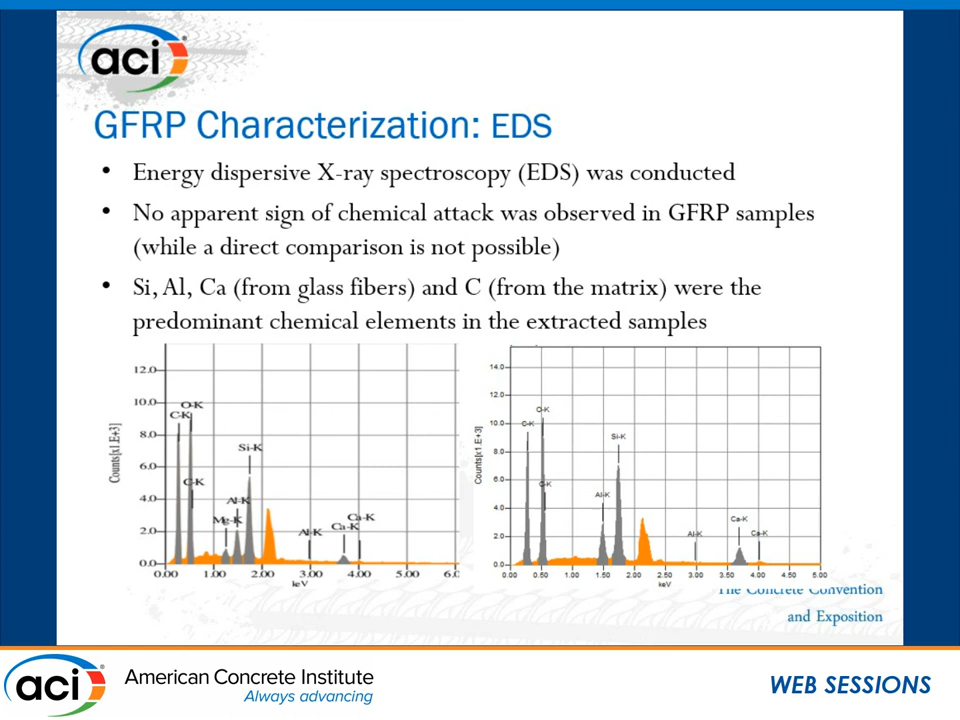 aci
GFRP Characterization: EDS
• Energy dispersive X-ray spectroscopy (EDS) was conducted
• No apparent sign of chemical attack was observed in GFRP samples
(while a direct comparison is not possible)
• Si, Al, Ca (from glass fibers) and C (from the matrix) were the
predominant chemical elements in the extracted samples
Counts[x1.E+3]
12.0
10.0
8.0
6.0
4.0
2.0
0.0
C-K
O-K
C-K
Mg-K
Al-K
Si-K
Al-K
Ca-K
Ca-K
0.00 1.00 2.00 3.00 4.00 5.00
keV
Counts[x1.E+3]
14.0
12.0
10.0
8.0
6.0
4.0
2.0
0.0
C-K
O-K
C-K
Al-K
Si-K
Al-K
Ca-K
Ca-K
0.00 0.50 1.00 1.50 2.00 2.50 3.00 3.50 4.00 4.50 5.00
keV
The Concrete Convention
and Exposition
aci
American Concrete Institute
Always advancing
WEB SESSIONS